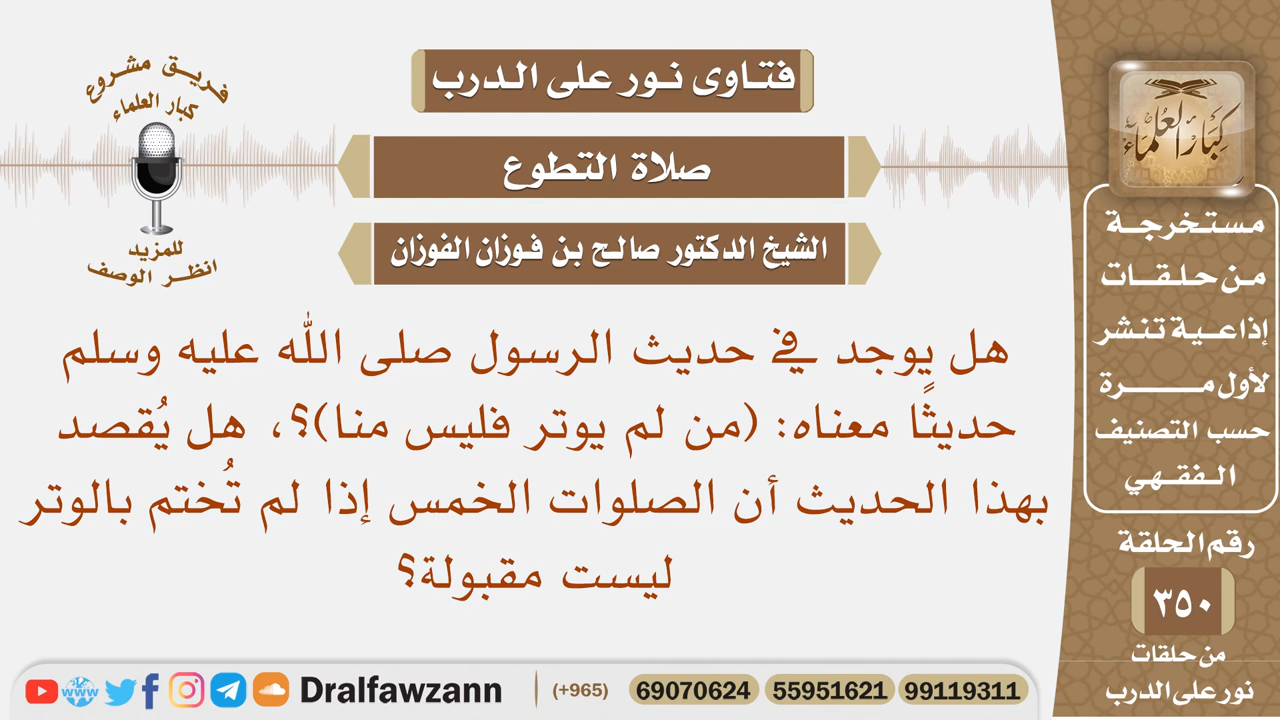 فتاوى نور على الدرب
صلاة التطوع
الشيخ الدكتور صالح بن فوزان الفوزان
هل يوجد في حديث الرسول صلى الله عليه وسلم
حديثًا معناه: (من لم يوتر فليس منا)؟، هل يُقصد
بهذا الحديث أن الصلوات الخمس إذا لم تُختم بالوتر
ليست مقبولة؟
فريق مشروع
كبار العلماء
للمزيد
انظر الوصف
كبار العلماء
مستخرجة
من حلقات
إذاعية تنشر
لأول مرة
حسب التصنيف
الفقهي
رقم الحلقة
٣٥٠
من حلقات
نور على الدرب
www
Dralfawzann
(+965)
69070624
55951621
99119311